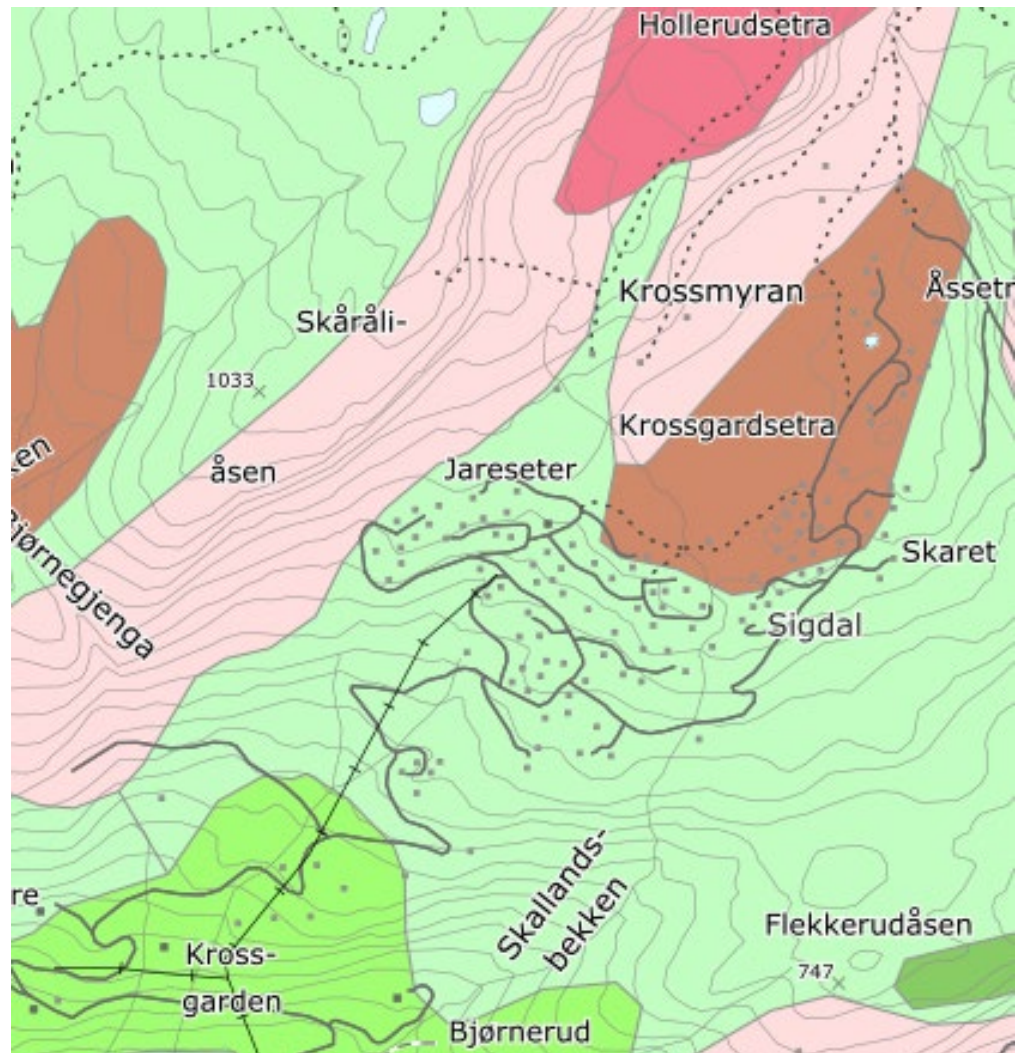 Hollerudsetra
Krossmyran
Åssetr
Skåråli-
1033
Krossgardsetra
åsen
Jareseter
Bjørnegjenga
Skaret
Sigdal
Skallands-
bekken
re
Flekkerudåsen
Kross-
garden
747
Bjørnerud